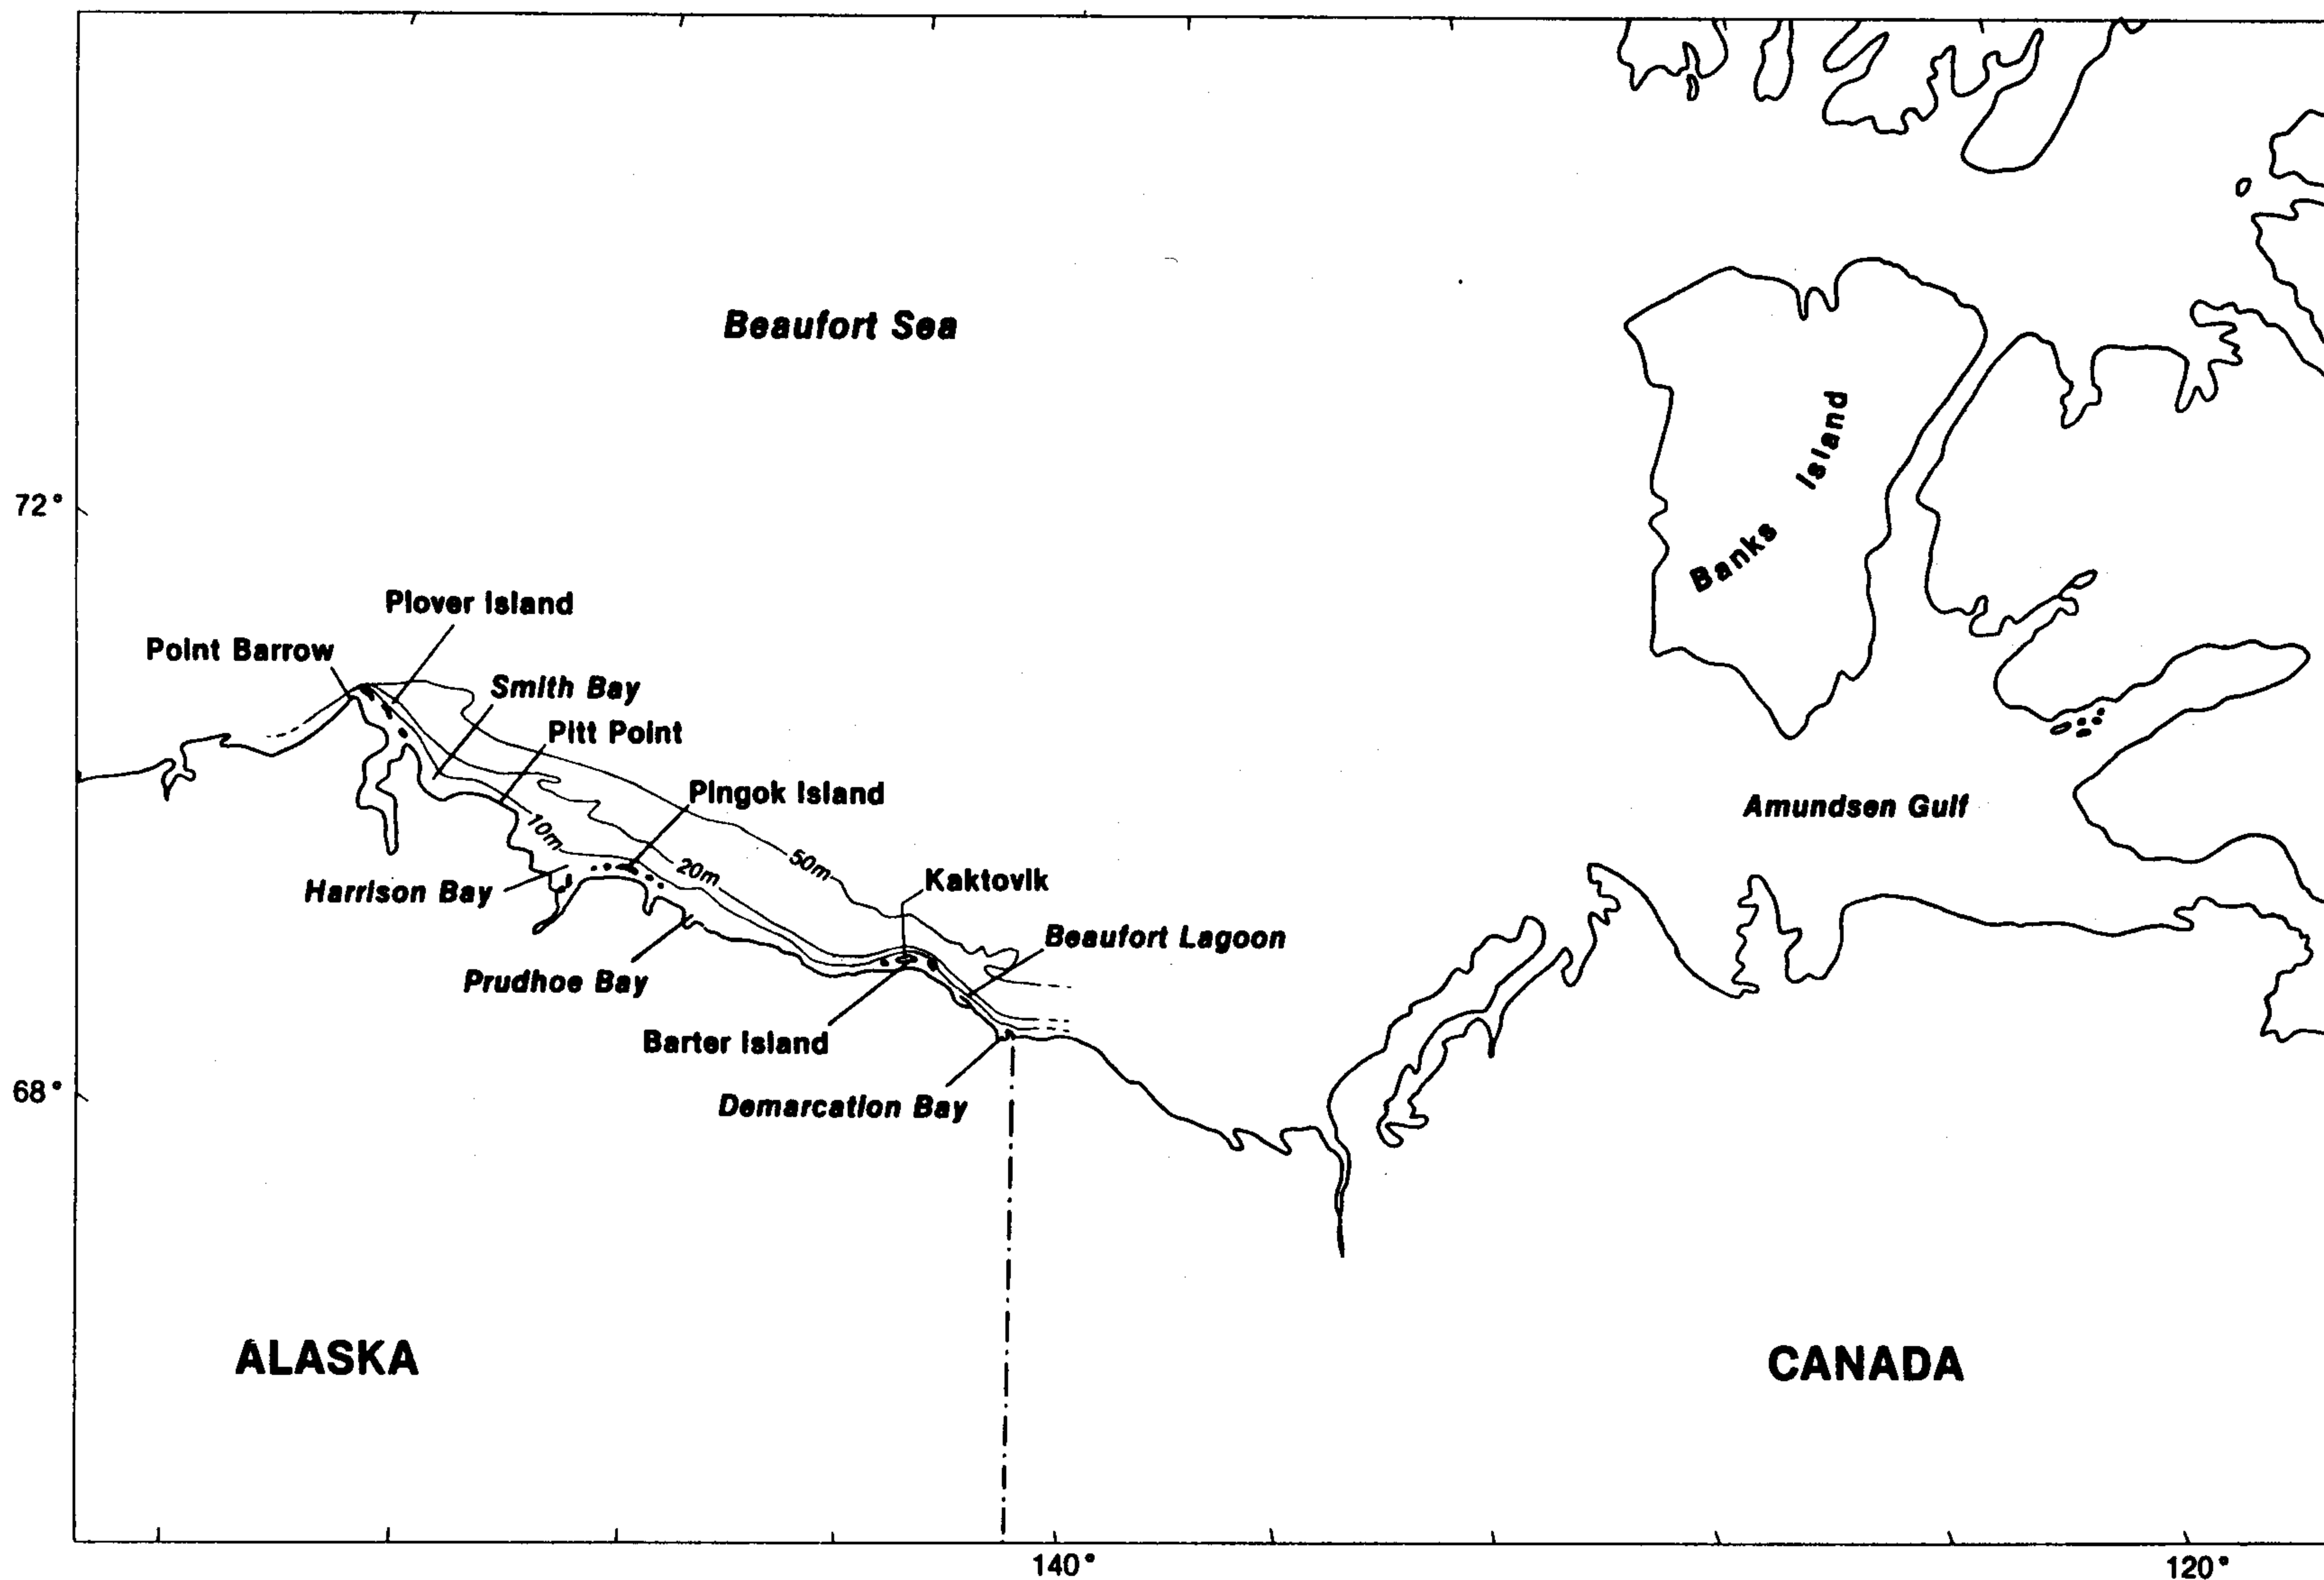 Beaufort Sea
Banks Island
72°
Plover Island
Point Barrow
Smith Bay
Pitt Point
Pingok Island
Amundsen Gulf
10m
20m
50m
Kaktovik
Harrison Bay
Beaufort Lagoon
Prudhoe Bay
Barter Island
68°
Demarcation Bay
ALASKA
CANADA
140°
120°